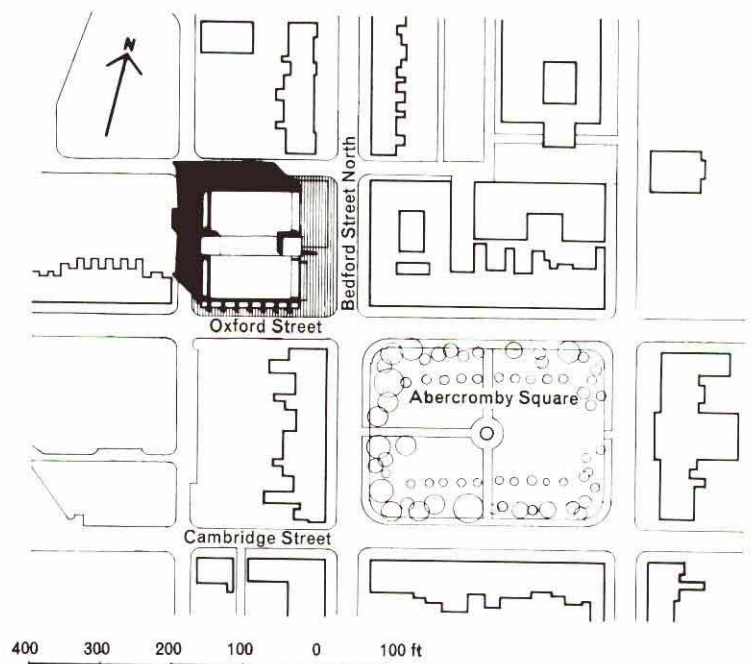 N
Bedford Street North
Oxford Street
Abercromby Square
Cambridge Street
400 300 200 100 0 100 ft